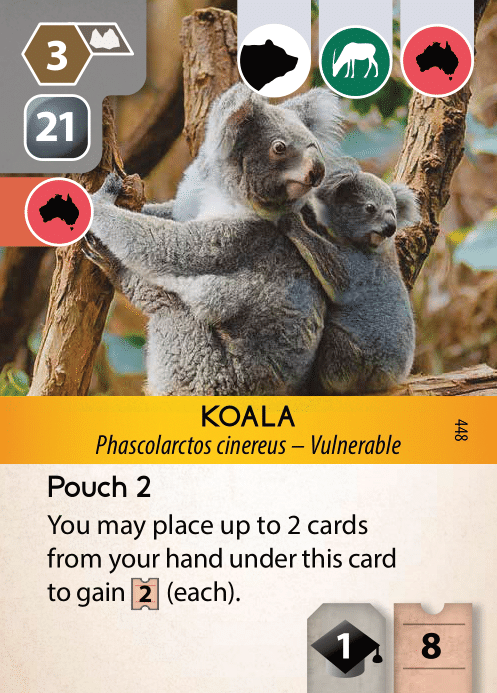 3
21
KOALA
Phascolarctos cinereus – Vulnerable
448
Pouch 2
You may place up to 2 cards
from your hand under this card
to gain 2 (each).
1
8